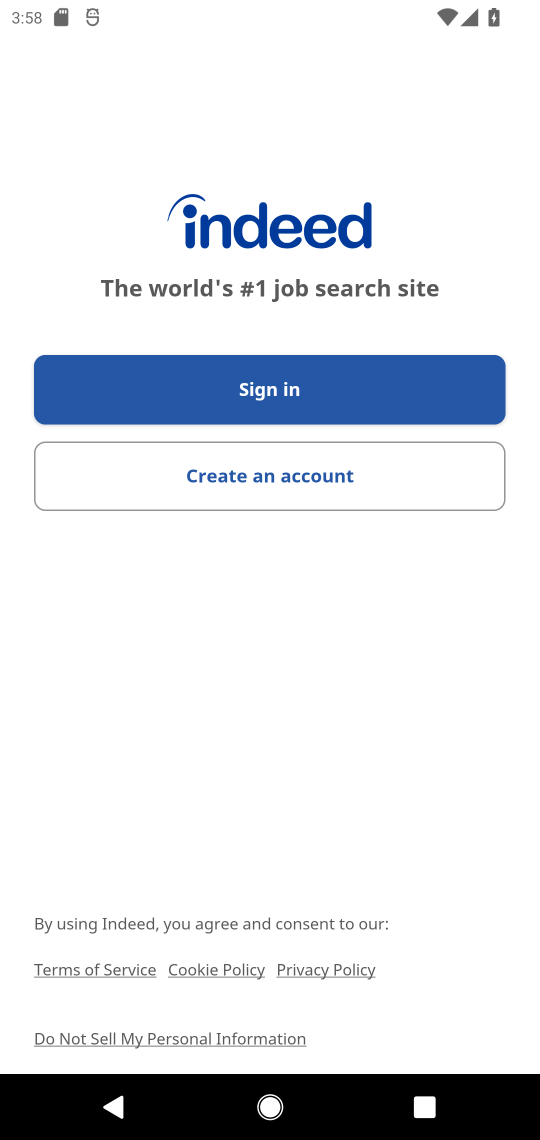 3:58
indeed
The world's #1 job search site
Sign in
Create an account
By using Indeed, you agree and consent to our:
Terms of Service Cookie Policy Privacy Policy
Do Not Sell My Personal Information